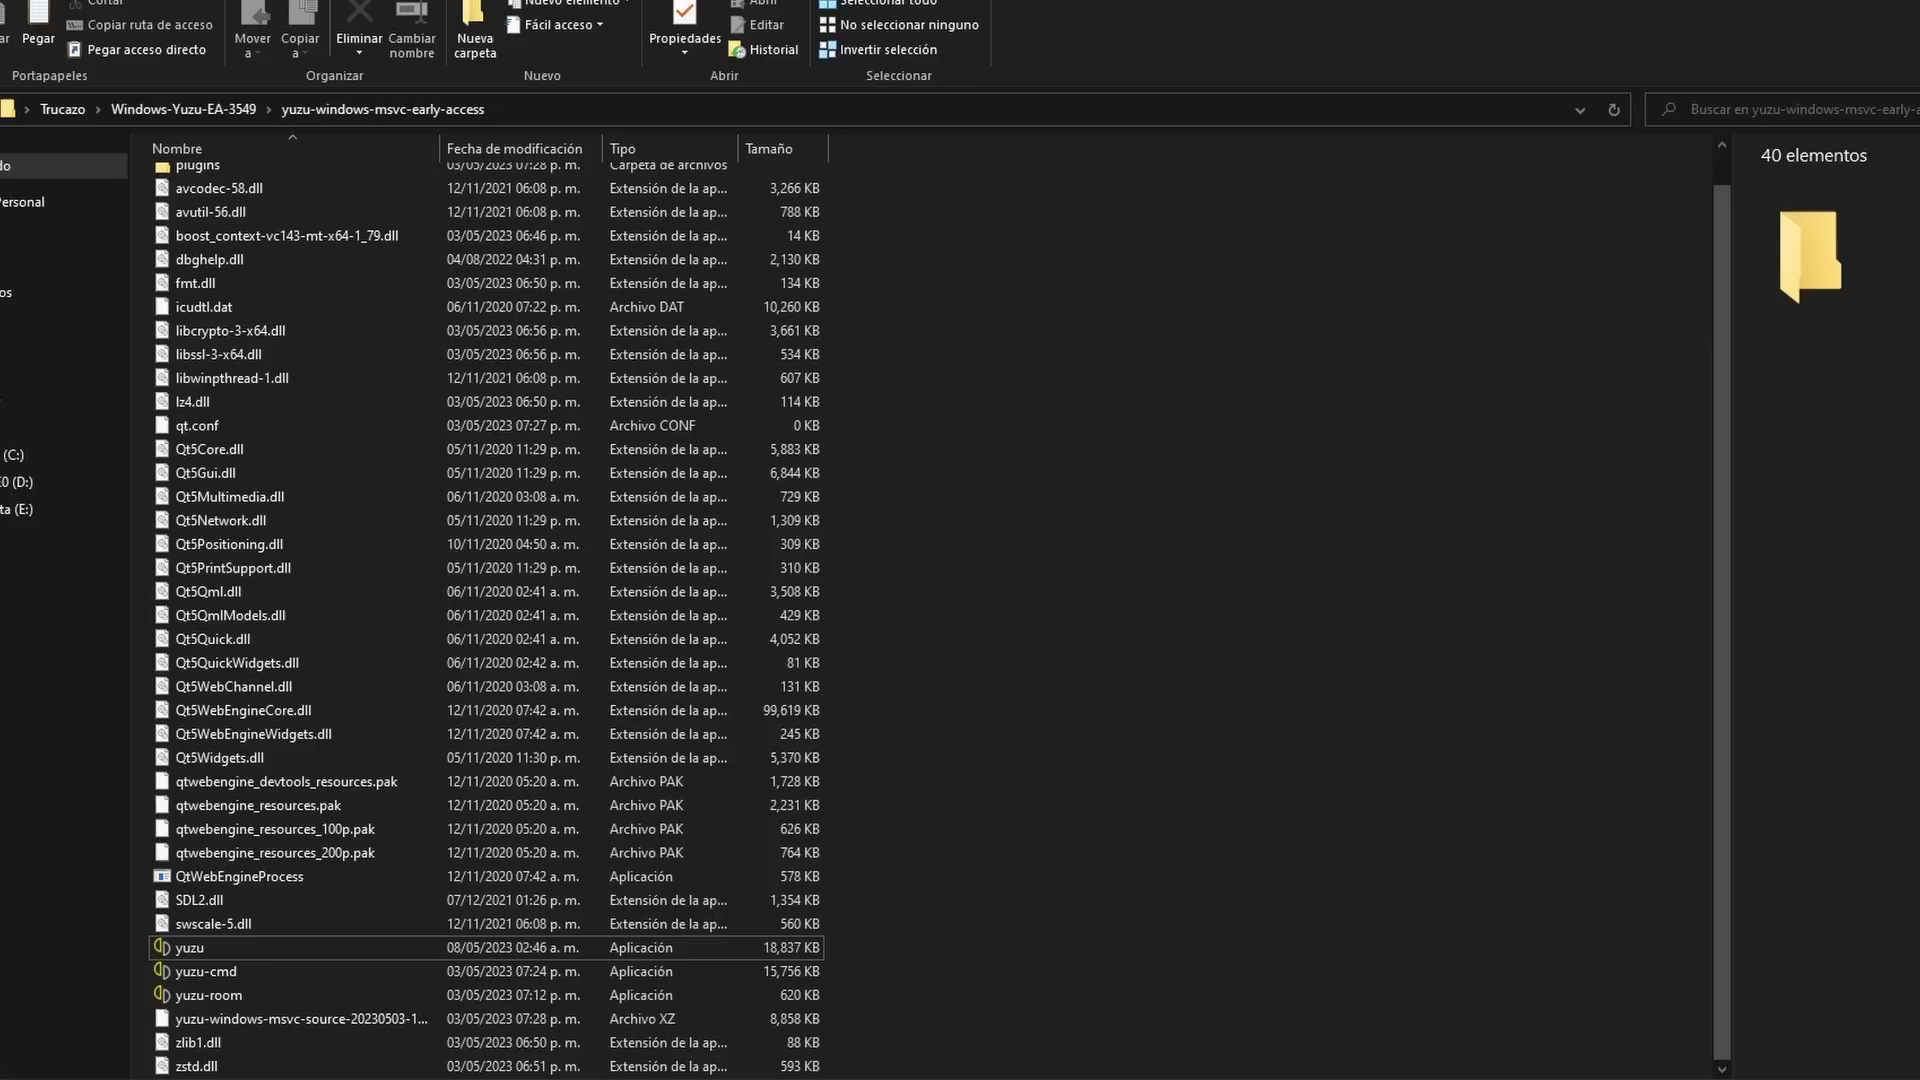 Cortar
Nuevo elemento
Abrir
Seleccionar todo
Copiar ruta de acceso
Fácil acceso
Editar
No seleccionar ninguno
Pegar
Mover
a
Copiar
a
Eliminar
Cambiar
nombre
Nueva
carpeta
Propiedades
Pegar acceso directo
Historial
Invertir selección
Portapapeles
Organizar
Nuevo
Abrir
Seleccionar
Trucazo > Windows-Yuzu-EA-3549 > yuzu-windows-msvc-early-access
Buscar en yuzu-windows-msvc-early-a
Nombre Fecha de modificación Tipo Tamaño
40 elementos
plugins 03/05/2023 07:28 p. m. Carpeta de archivos
avcodec-58.dll 12/11/2021 06:08 p. m. Extensión de la ap... 3,266 KB
avutil-56.dll 12/11/2021 06:08 p. m. Extensión de la ap... 788 KB
boost_context-vc143-mt-x64-1_79.dll 03/05/2023 06:46 p. m. Extensión de la ap... 14 KB
dbghelp.dll 04/08/2022 04:31 p. m. Extensión de la ap... 2,130 KB
fmt.dll 03/05/2023 06:50 p. m. Extensión de la ap... 134 KB
icudtl.dat 06/11/2020 07:22 p. m. Archivo DAT 10,260 KB
libcrypto-3-x64.dll 03/05/2023 06:56 p. m. Extensión de la ap... 3,661 KB
libssl-3-x64.dll 03/05/2023 06:56 p. m. Extensión de la ap... 534 KB
libwinpthread-1.dll 12/11/2021 06:08 p. m. Extensión de la ap... 607 KB
lz4.dll 03/05/2023 06:50 p. m. Extensión de la ap... 114 KB
qt.conf 03/05/2023 07:27 p. m. Archivo CONF 0 KB
Qt5Core.dll 05/11/2020 11:29 p. m. Extensión de la ap... 5,883 KB
Qt5Gui.dll 05/11/2020 11:29 p. m. Extensión de la ap... 6,844 KB
Qt5Multimedia.dll 06/11/2020 03:08 a. m. Extensión de la ap... 729 KB
Qt5Network.dll 05/11/2020 11:29 p. m. Extensión de la ap... 1,309 KB
Qt5Positioning.dll 10/11/2020 04:50 a. m. Extensión de la ap... 309 KB
Qt5PrintSupport.dll 05/11/2020 11:29 p. m. Extensión de la ap... 310 KB
Qt5Qml.dll 06/11/2020 02:41 a. m. Extensión de la ap... 3,508 KB
Qt5QmlModels.dll 06/11/2020 02:41 a. m. Extensión de la ap... 429 KB
Qt5Quick.dll 06/11/2020 02:41 a. m. Extensión de la ap... 4,052 KB
Qt5QuickWidgets.dll 06/11/2020 02:42 a. m. Extensión de la ap... 81 KB
Qt5WebChannel.dll 06/11/2020 03:08 a. m. Extensión de la ap... 131 KB
Qt5WebEngineCore.dll 12/11/2020 07:42 a. m. Extensión de la ap... 99,619 KB
Qt5WebEngineWidgets.dll 12/11/2020 07:42 a. m. Extensión de la ap... 245 KB
Qt5Widgets.dll 05/11/2020 11:30 p. m. Extensión de la ap... 5,370 KB
qtwebengine_devtools_resources.pak 12/11/2020 05:20 a. m. Archivo PAK 1,728 KB
qtwebengine_resources.pak 12/11/2020 05:20 a. m. Archivo PAK 2,231 KB
qtwebengine_resources_100p.pak 12/11/2020 05:20 a. m. Archivo PAK 626 KB
qtwebengine_resources_200p.pak 12/11/2020 05:20 a. m. Archivo PAK 764 KB
QtWebEngineProcess 12/11/2020 07:42 a. m. Aplicación 578 KB
SDL2.dll 07/12/2021 01:26 p. m. Extensión de la ap... 1,354 KB
swscale-5.dll 12/11/2021 06:08 p. m. Extensión de la ap... 560 KB
yuzu 08/05/2023 02:46 a. m. Aplicación 18,837 KB
yuzu-cmd 03/05/2023 07:24 p. m. Aplicación 15,756 KB
yuzu-room 03/05/2023 07:12 p. m. Aplicación 620 KB
yuzu-windows-msvc-source-20230503-1... 03/05/2023 07:28 p. m. Archivo XZ 8,858 KB
zlib1.dll 03/05/2023 06:50 p. m. Extensión de la ap... 88 KB
zstd.dll 03/05/2023 06:51 p. m. Extensión de la ap... 593 KB
do
Personal
os
(C:)
E0 (D:)
ta (E:)